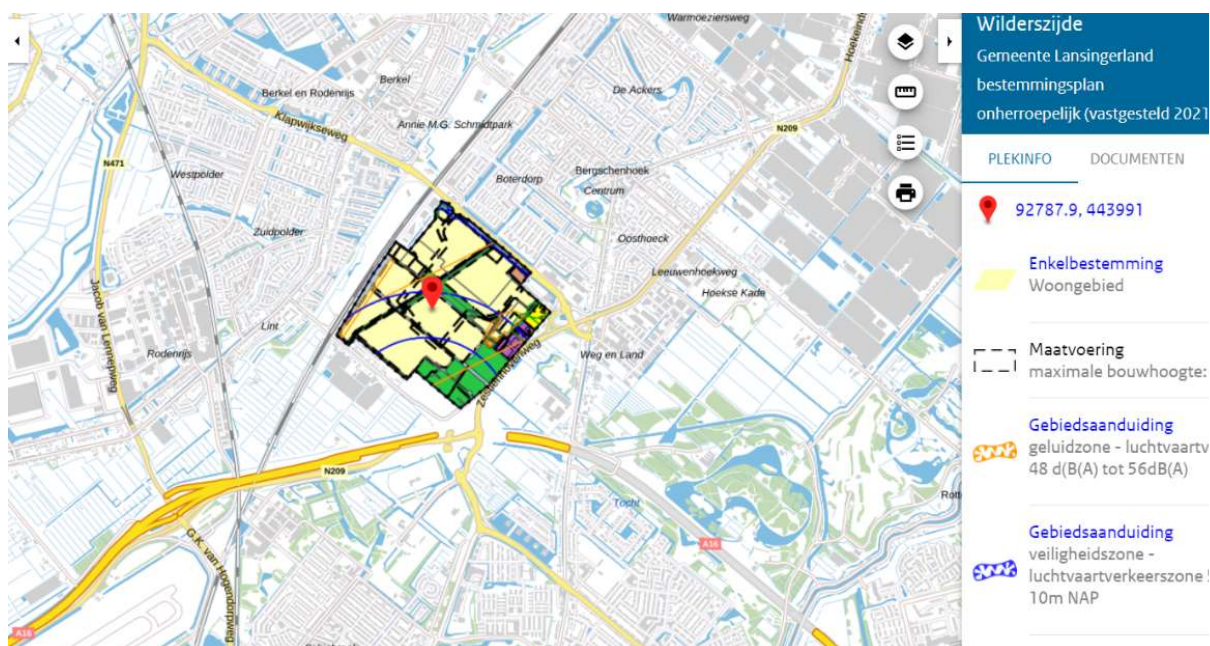 Warmoeziersweg
Hoekeinds
Berkel
Berkel en Rodenrijs
De Ackers
Klapwijkseweg
Annie M.G. Schmidtpark
N209
N471
Westpolder
Boterdorp
Bergschenhoek
Centrum
Zuidpolder
Oosthoeck
Leeuwenhoekweg
Hoekse Kade
Jacob van Lennepweg
Lint
Rodenrijs
Weg en Land
N209
Tocht
Rott
G.K. van Hogendorpweg
A16
A16
Wilderszijde
Gemeente Lansingerland
bestemmingsplan
onherroepelijk (vastgesteld 2021
PLEKINFO DOCUMENTEN
92787.9, 443991
Enkelbestemming
Woongebied
Maatvoering
maximale bouwhoogte:
Gebiedsaanduiding
geluidzone - luchtvaartv
48 d(B(A) tot 56dB(A)
Gebiedsaanduiding
veiligheidszone -
luchtvaartverkeerszone
10m NAP